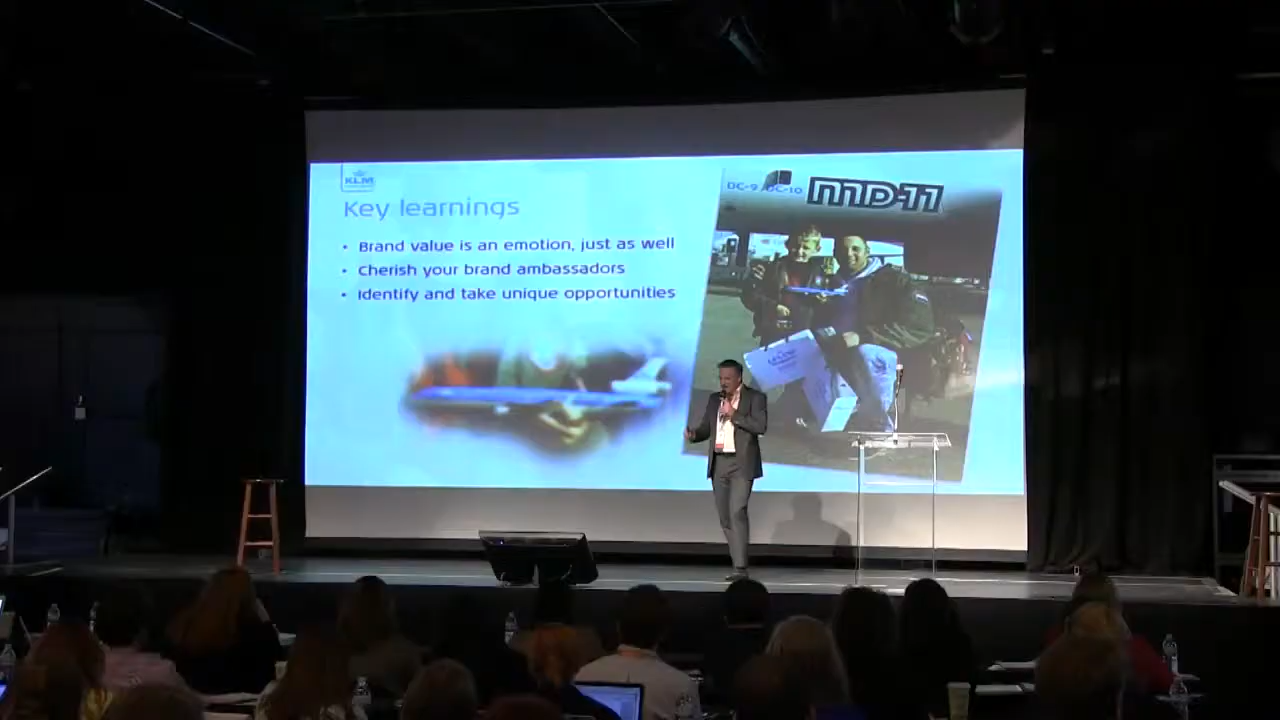 KLM
Key learnings
• Brand value is an emotion, just as well
• Cherish your brand ambassadors
• Identify and take unique opportunities
DC-9 DC-10 MD-11